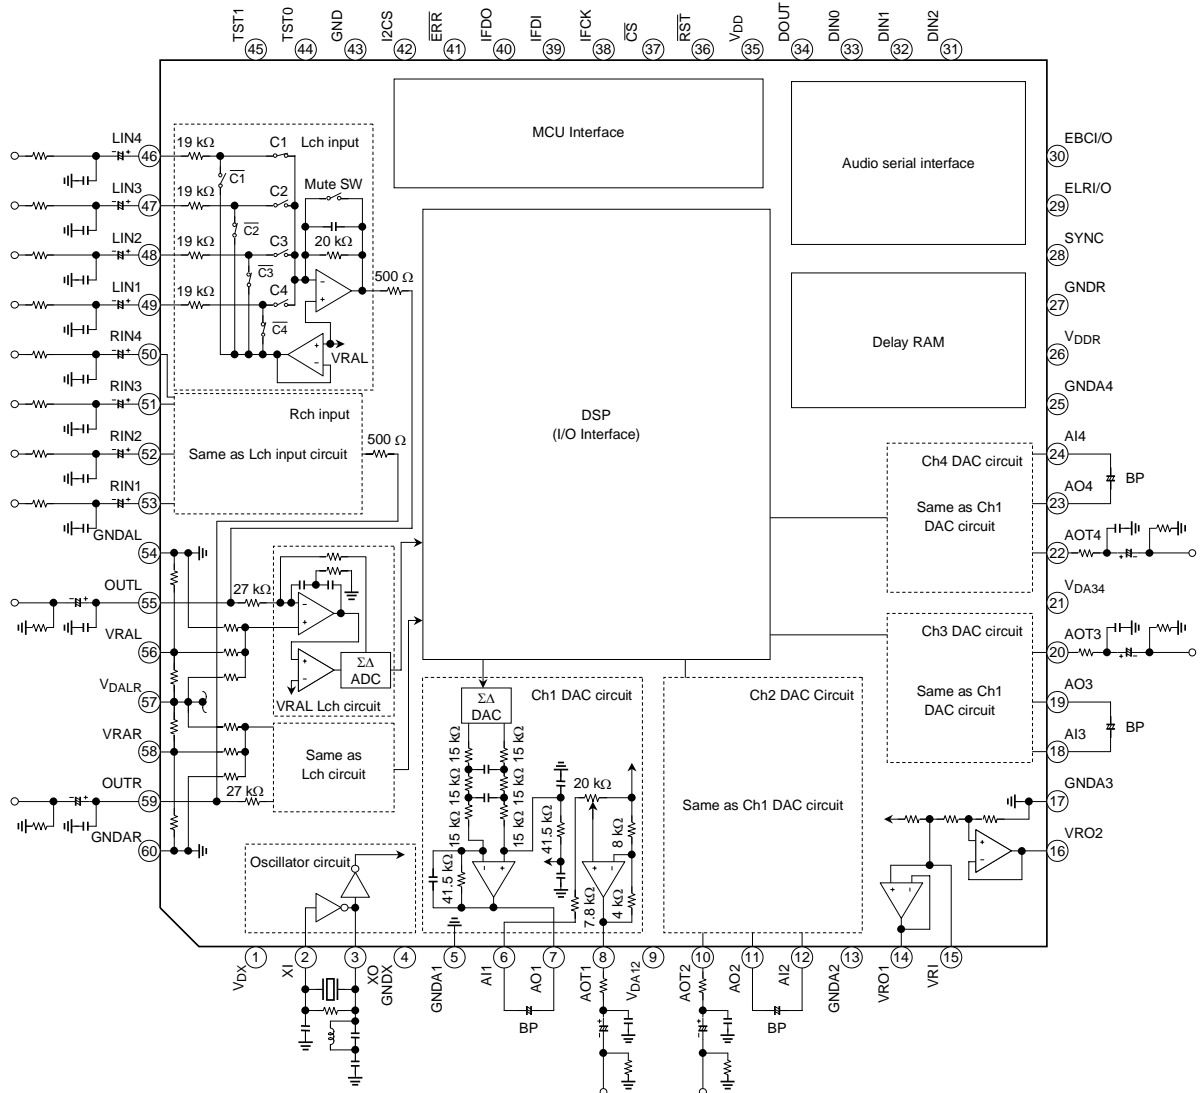 TST1
TST0
GND
I2CS
ERR
IFDO
IFDI
IFCK
CS
RST
VDD
DOUT
DIN0
DIN1
DIN2
45
44
43
42
41
40
39
38
37
36
35
34
33
32
31
MCU Interface
Audio serial interface
Delay RAM
DSP
(I/O Interface)
LIN4
46
19 kΩ
C1
Lch input
C1
Mute SW
LIN3
47
19 kΩ
C2
C2
LIN2
48
19 kΩ
C3
20 kΩ
C3
500 Ω
LIN1
49
19 kΩ
C4
C4
VRAL
RIN4
50
RIN3
51
Rch input
RIN2
52
Same as Lch input circuit
500 Ω
RIN1
53
GNDAL
54
OUTL
55
27 kΩ
VRAL
56
ΣΔ
ADC
VDALR
57
VRAL Lch circuit
VRAR
58
Same as
Lch circuit
OUTR
59
27 kΩ
GNDAR
60
Oscillator circuit
EBCI/O
30
ELRI/O
29
SYNC
28
GNDR
27
VDDR
26
GNDA4
25
AI4
24
Ch4 DAC circuit
BP
AO4
23
Same as Ch1
DAC circuit
AOT4
22
VDA34
21
Ch3 DAC circuit
AOT3
20
Same as Ch1
DAC circuit
AO3
19
BP
AI3
18
GNDA3
17
VRO2
16
Ch1 DAC circuit
ΣΔ
DAC
15 kΩ
15 kΩ
15 kΩ
15 kΩ
15 kΩ
15 kΩ
41.5 kΩ
41.5 kΩ
20 kΩ
8 kΩ
7.8 kΩ
4 kΩ
Ch2 DAC Circuit
Same as Ch1 DAC circuit
1
2
3
4
5
6
7
8
9
10
11
12
13
14
15
VDX
XI
XO
GNDX
GNDA1
AI1
AO1
AOT1
VDA12
AOT2
AO2
AI2
GNDA2
VRO1
VRI
BP
BP